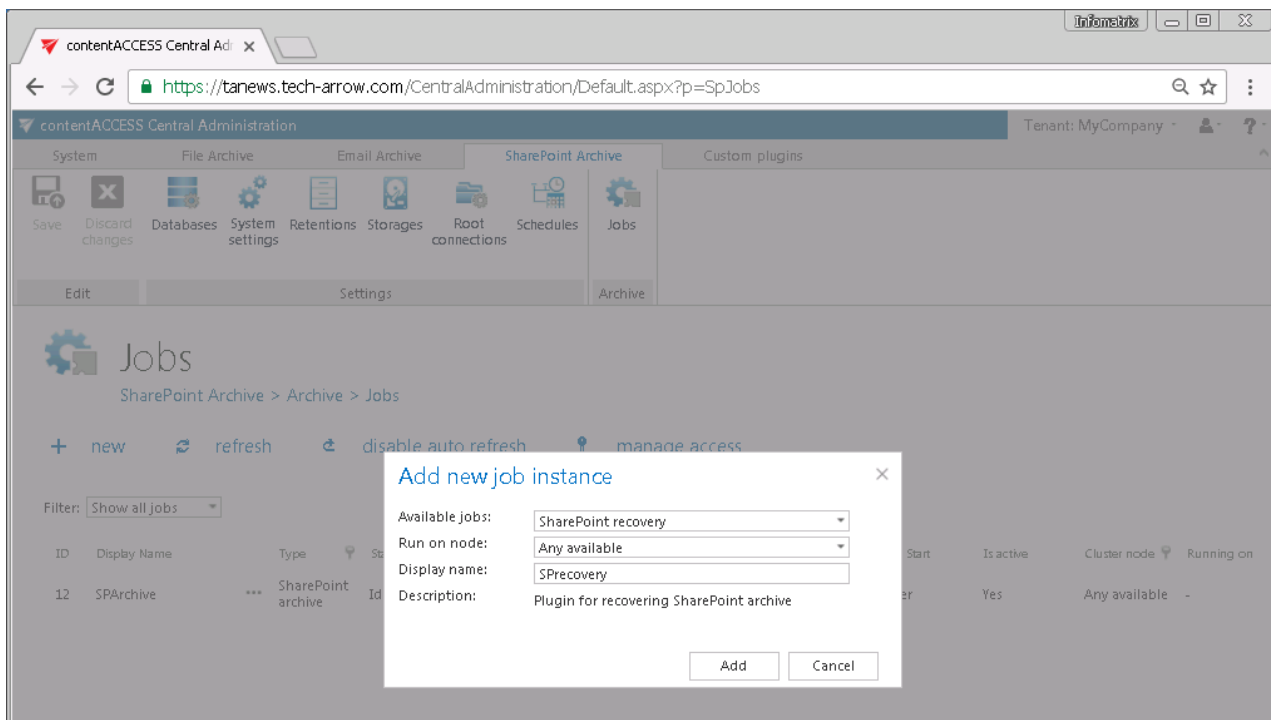 Infometrix
contentACCESS Central Adr
https://tanews.tech-arrow.com/CentralAdministration/Default.aspx?p=SpJobs
contentACCESS Central Administration
Tenant: MyCompany
?
System File Archive Email Archive SharePoint Archive Custom plugins
Save Discard changes Databases System settings Retentions Storages Root connections Schedules Jobs
Edit Settings Archive
Jobs
SharePoint Archive > Archive > Jobs
+ new refresh disable auto refresh manage access
Add new job instance
Filter: Show all jobs
Available jobs: SharePoint recovery
Run on node: Any available
Display name: SPrecovery
Description: Plugin for recovering SharePoint archive
Add Cancel
ID Display Name Type St Start Is active Cluster node Running on
12 SPArchive ... SharePoint archive Id er Yes Any available -